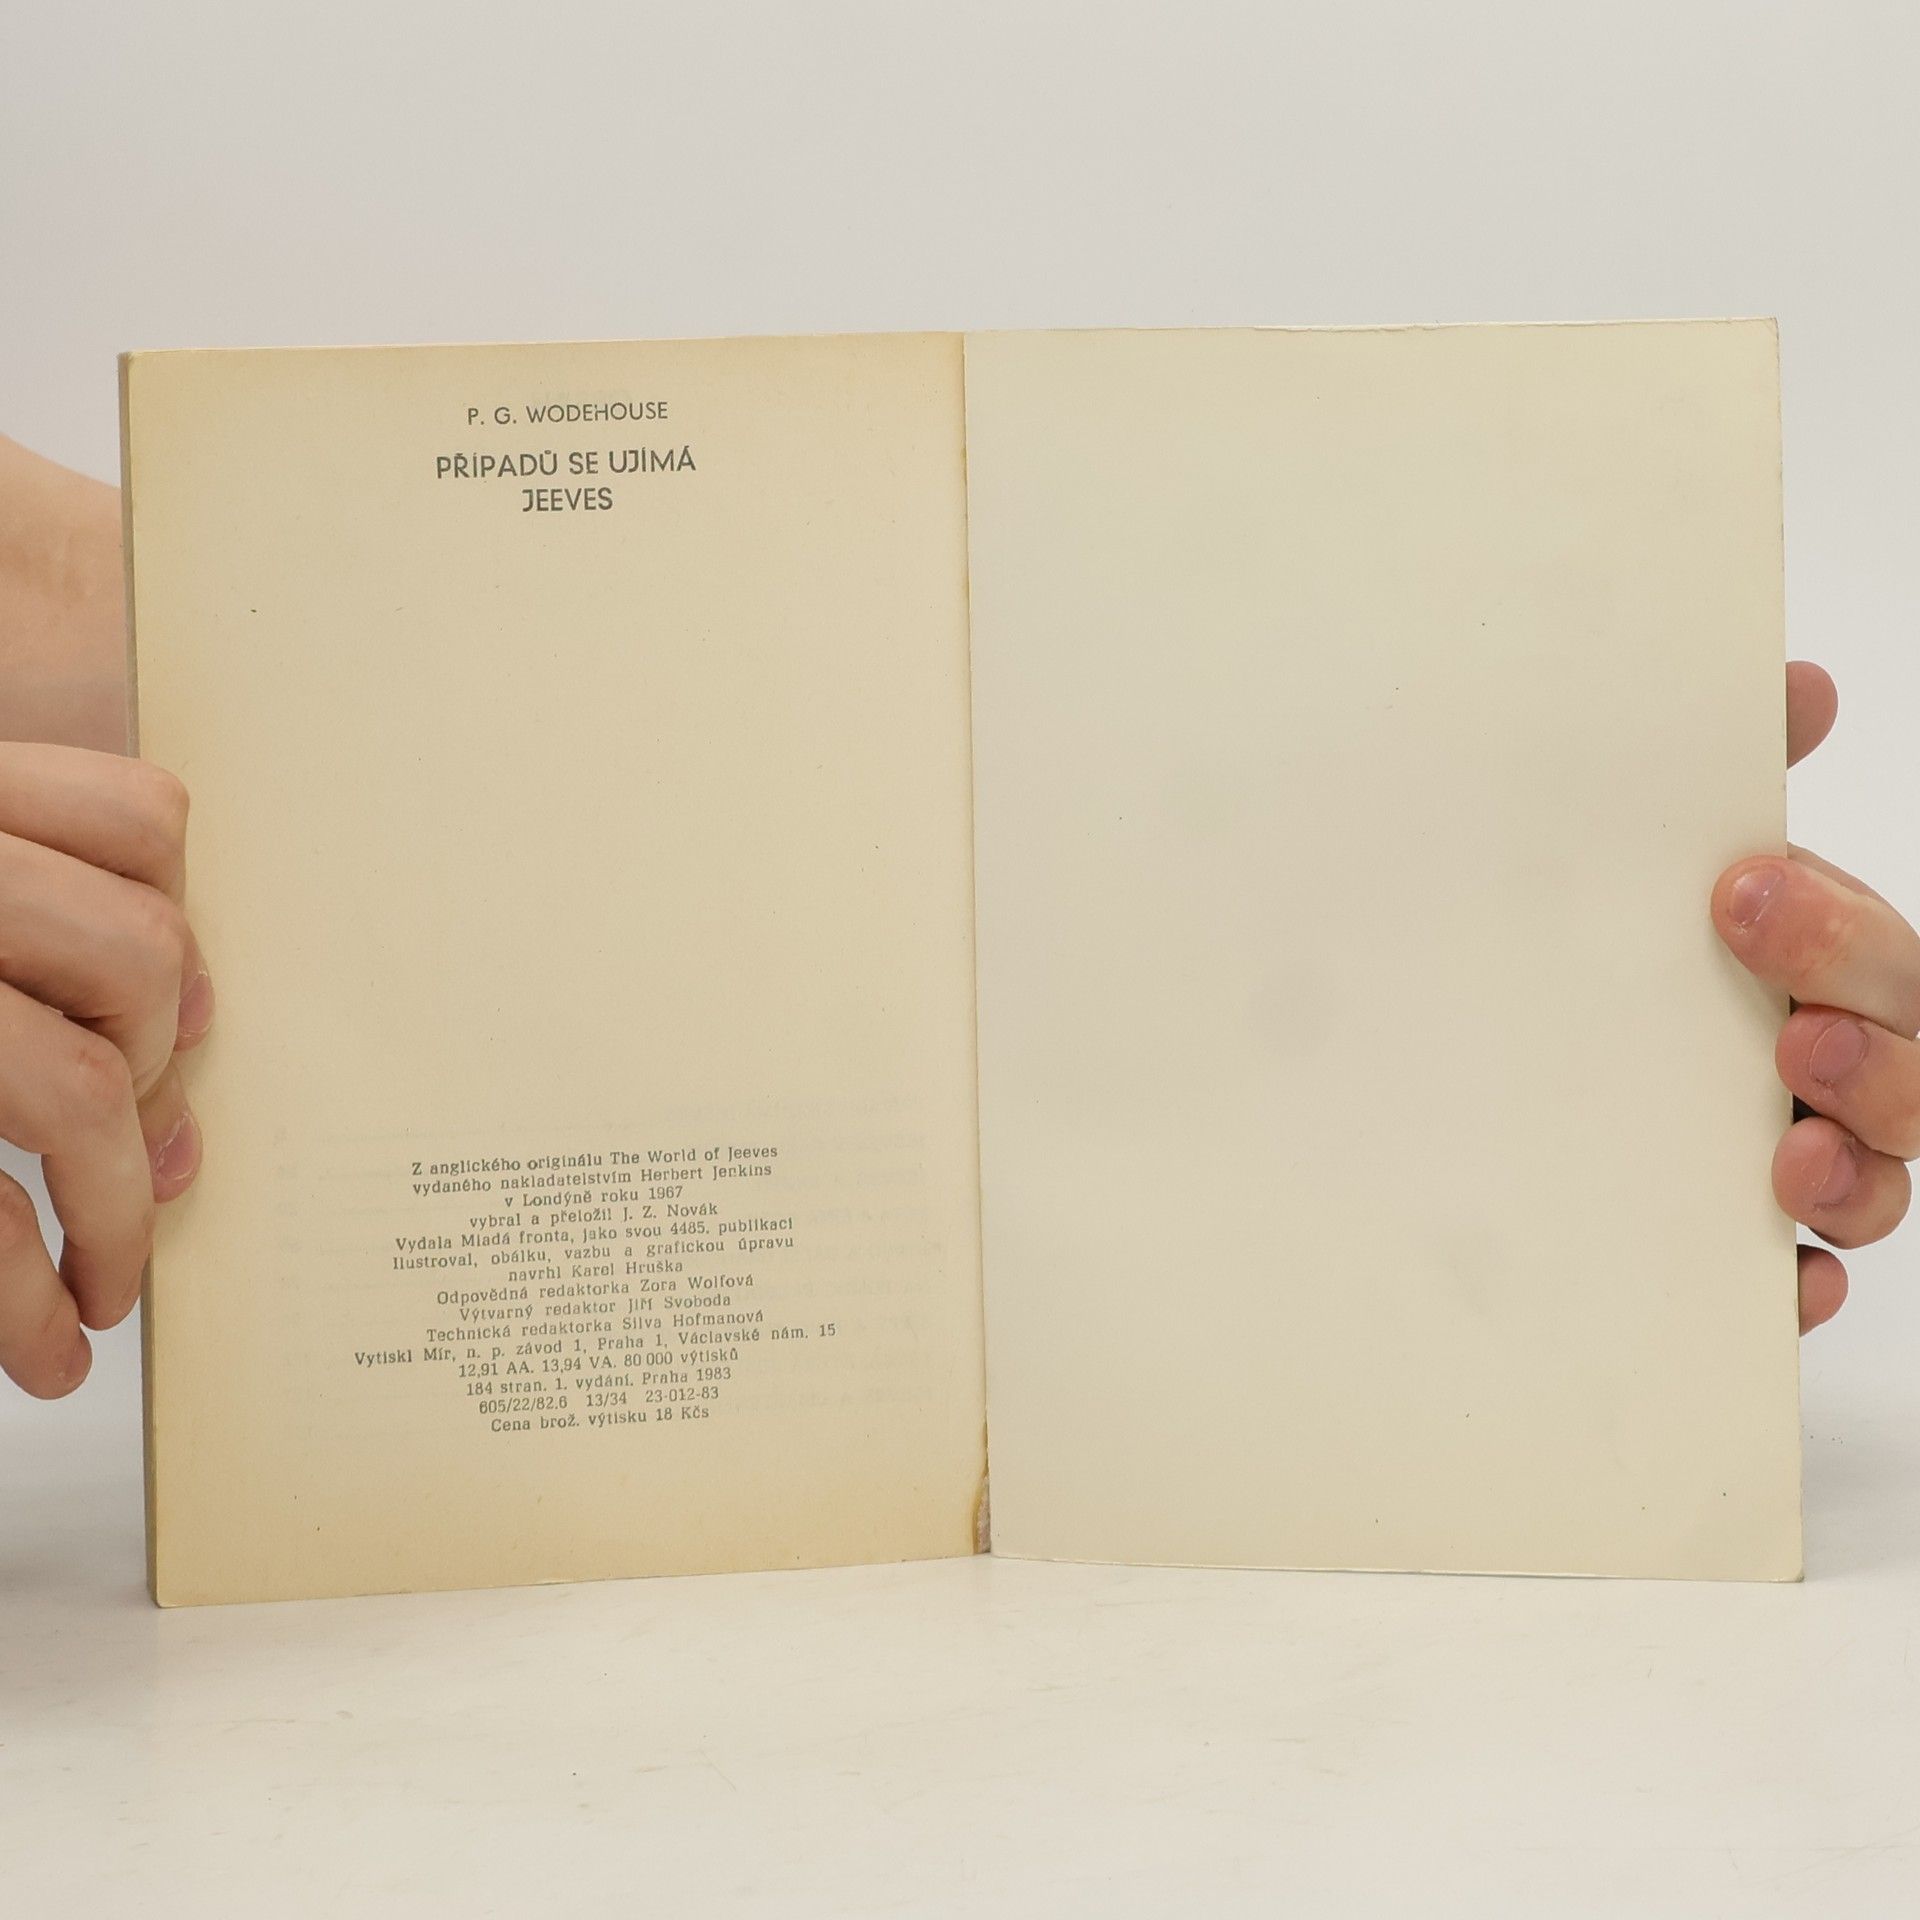 P. G. WODEHOUSE
PŘÍPADŮ SE UJÍMÁ
JEEVES
Z anglického originálu The World of Jeeves
vydaného nakladatelstvím Herbert Jenkins
v Londýně roku 1967
vybral a přeložil J. Z. Novák
Vydala Mladá fronta, jako svou 4485. publikaci
Ilustroval, obálku, vazbu a grafickou úpravu
navrhl Karel Hruška
Odpovědná redaktorka Zora Wolfová
Výtvarný redaktor Jiří Svoboda
Technická redaktorka Silva Hofmanová
Vytiskl Mír, n. p. závod 1, Praha 1, Václavské nám. 15
12,91 AA. 13,94 VA. 80 000 výtisků
184 stran. 1. vydání. Praha 1983
605/22/82.6 13/34 23-012-83
Cena brož. výtisku 18 Kčs